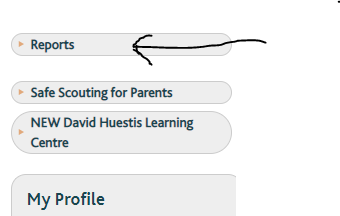 Reports
Safe Scouting for Parents
NEW David Huestis Learning
Centre
My Profile